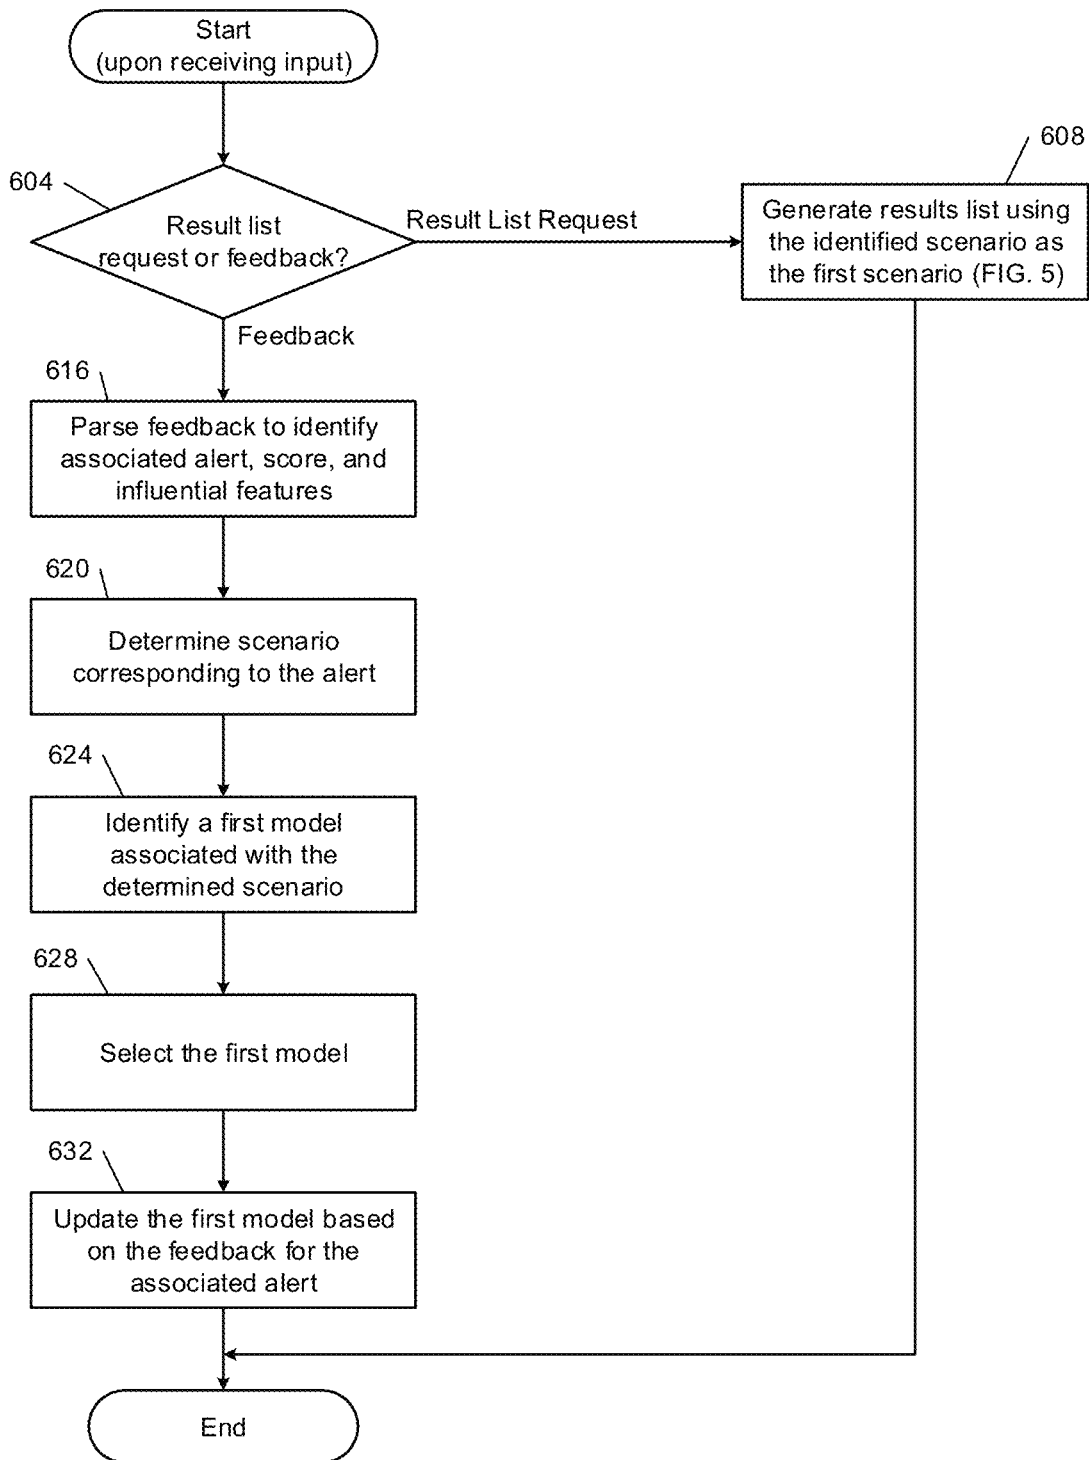 Start
(upon receiving input)
604
Result list
request or feedback?
Result List Request
608
Generate results list using
the identified scenario as
the first scenario (FIG. 5)
Feedback
616
Parse feedback to identify
associated alert, score, and
influential features
620
Determine scenario
corresponding to the alert
624
Identify a first model
associated with the
determined scenario
628
Select the first model
632
Update the first model based
on the feedback for the
associated alert
End